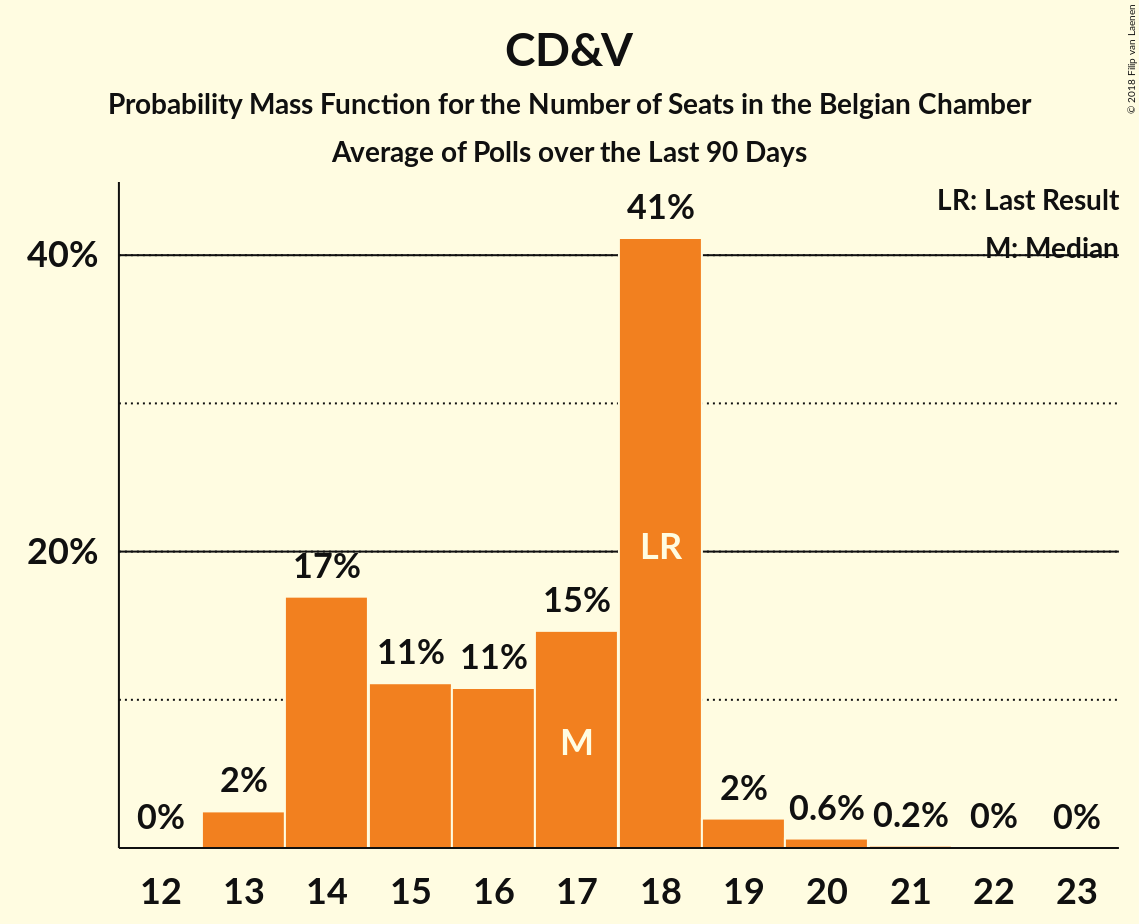 CD&V
Probability Mass Function for the Number of Seats in the Belgian Chamber
Average of Polls over the Last 90 Days
© 2018 Filip van Laenen
LR: Last Result
M: Median
40%
20%
0%
2%
17%
11%
11%
15%
41%
2%
0.6%
0.2%
0%
0%
LR
M
12 13 14 15 16 17 18 19 20 21 22 23